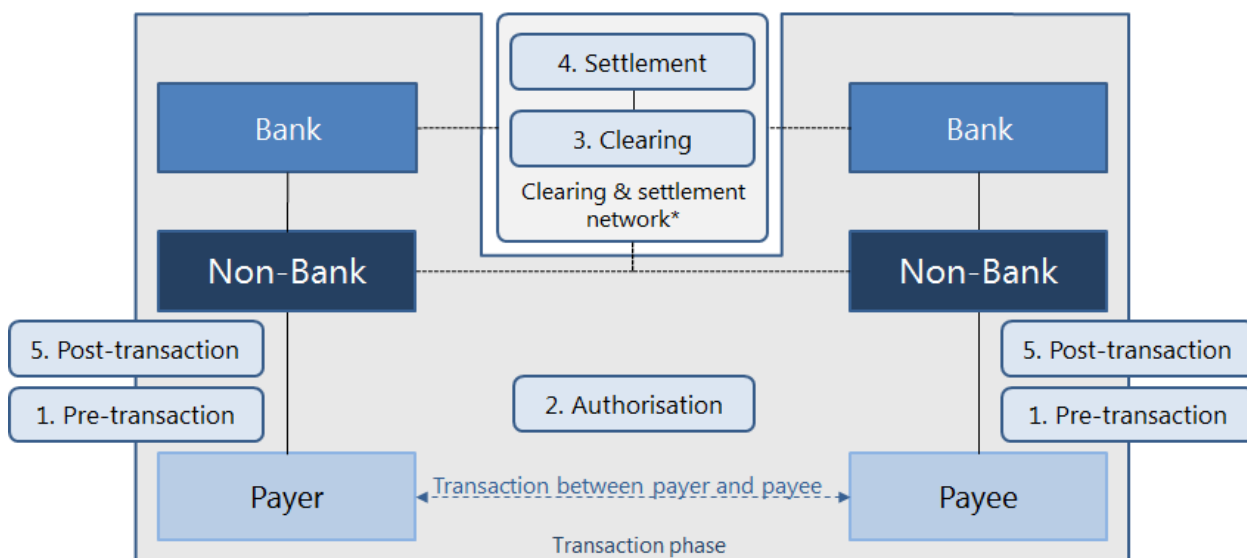 4. Settlement
Bank
3. Clearing
Bank
Clearing & settlement
network*
Non-Bank
Non-Bank
5. Post-transaction
5. Post-transaction
1. Pre-transaction
2. Authorisation
1. Pre-transaction
Payer
Transaction between payer and payee
Payee
Transaction phase